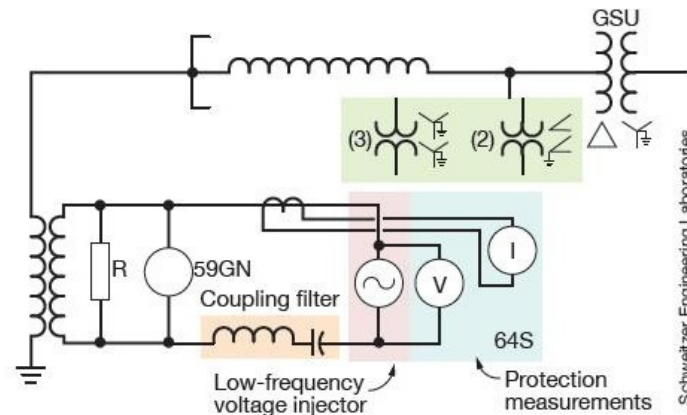 GSU
(3)
(2)
R
59GN
I
V
Coupling filter
64S
Low-frequency
voltage injector
Protection
measurements
Schweitzer Engineering Laboratories